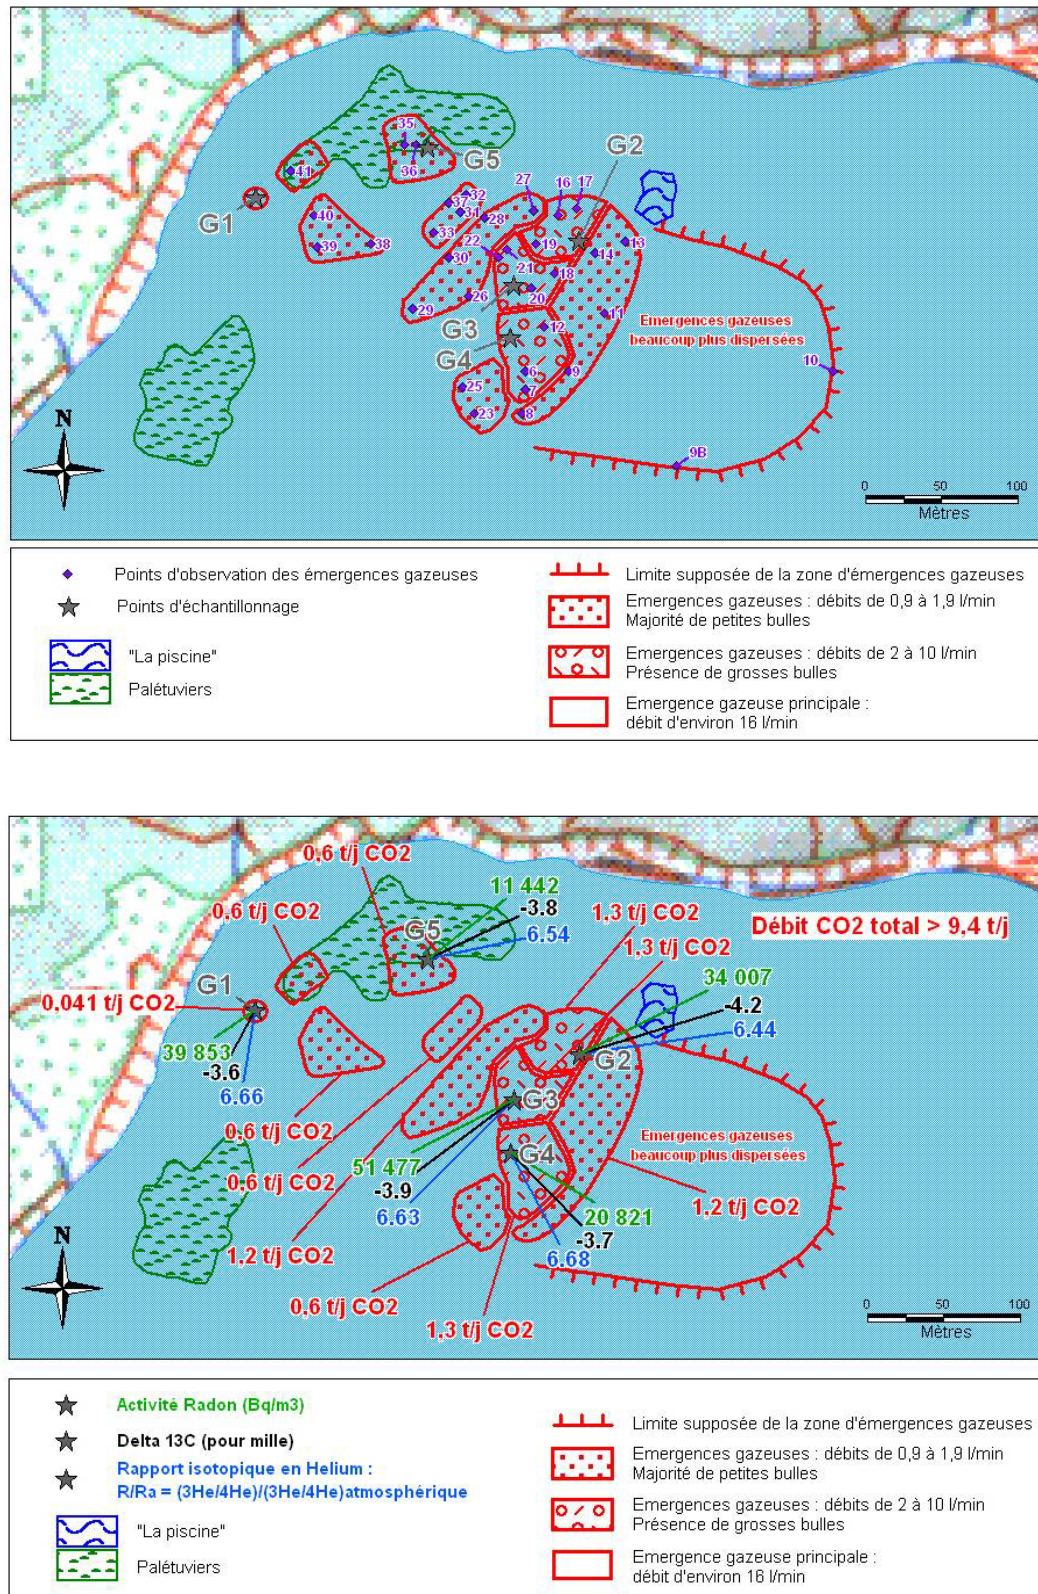 35
G5
36
41
G1
40
39
38
32
37
31
33
28
27
16
17
G2
22
19
21
30
18
14
13
20
26
29
G3
G4
12
11
Emergences gazeuses
beaucoup plus dispersées
10
6
9
7
25
23
8
9B
N
0 50 100
Mètres
Points d'observation des émergences gazeuses
Points d'échantillonnage
"La piscine"
Palétuviers
Limite supposée de la zone d'émergences gazeuses
Emergences gazeuses : débits de 0,9 à 1,9 l/min
Majorité de petites bulles
Emergences gazeuses : débits de 2 à 10 l/min
Présence de grosses bulles
Emergence gazeuse principale :
débit d'environ 16 l/min
0,6 t/j CO2
0,6 t/j CO2
11 442
-3.8
6.54
G5
1,3 t/j CO2
1,3 t/j CO2
Débit CO2 total > 9,4 t/j
G1
0,041 t/j CO2
39 853
-3.6
6.66
34 007
-4.2
6.44
G2
G3
G4
0,6 t/j CO2
0,6 t/j CO2
51 477
-3.9
6.63
Emergences gazeuses
beaucoup plus dispersées
1,2 t/j CO2
20 821
-3.7
6.68
1,2 t/j CO2
0,6 t/j CO2
1,3 t/j CO2
N
0 50 100
Mètres
Activité Radon (Bq/m3)
Delta 13C (pour mille)
Rapport isotopique en Helium :
R/Ra = (3He/4He)/(3He/4He)atmosphérique
"La piscine"
Palétuviers
Limite supposée de la zone d'émergences gazeuses
Emergences gazeuses : débits de 0,9 à 1,9 l/min
Majorité de petites bulles
Emergences gazeuses : débits de 2 à 10 l/min
Présence de grosses bulles
Emergence gazeuse principale :
débit d'environ 16 l/min